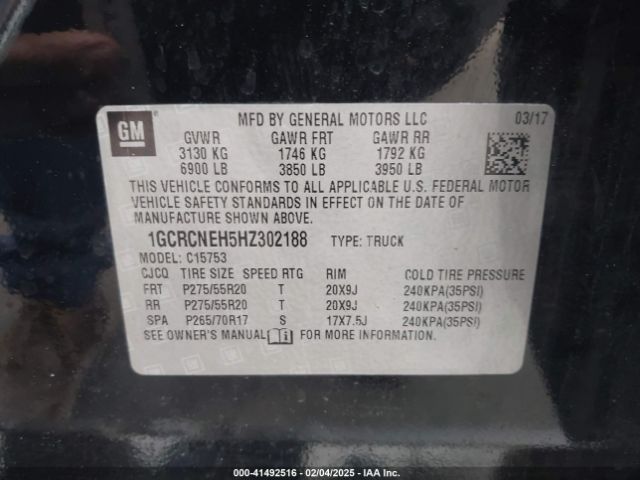 GM
MFD BY GENERAL MOTORS LLC 03/17
GVWR GAWR FRT GAWR RR
3130 KG 1746 KG 1792 KG
6900 LB 3850 LB 3950 LB
THIS VEHICLE CONFORMS TO ALL APPLICABLE U.S. FEDERAL MOTOR
VEHICLE SAFETY STANDARDS IN EFFECT ON THE DATE OF
MANUFACTURE SHOWN ABOVE.
1GCRCNEH5HZ302188 TYPE: TRUCK
MODEL: C15753
CJCQ TIRE SIZE SPEED RTG RIM COLD TIRE PRESSURE
FRT P275/55R20 T 20X9J 240KPA(35PSI)
RR P275/55R20 T 20X9J 240KPA(35PSI)
SPA P265/70R17 S 17X7.5J 240KPA(35PSI)
SEE OWNER'S MANUAL i FOR MORE INFORMATION.
000-41492516 - 02/04/2025 - IAA Inc.